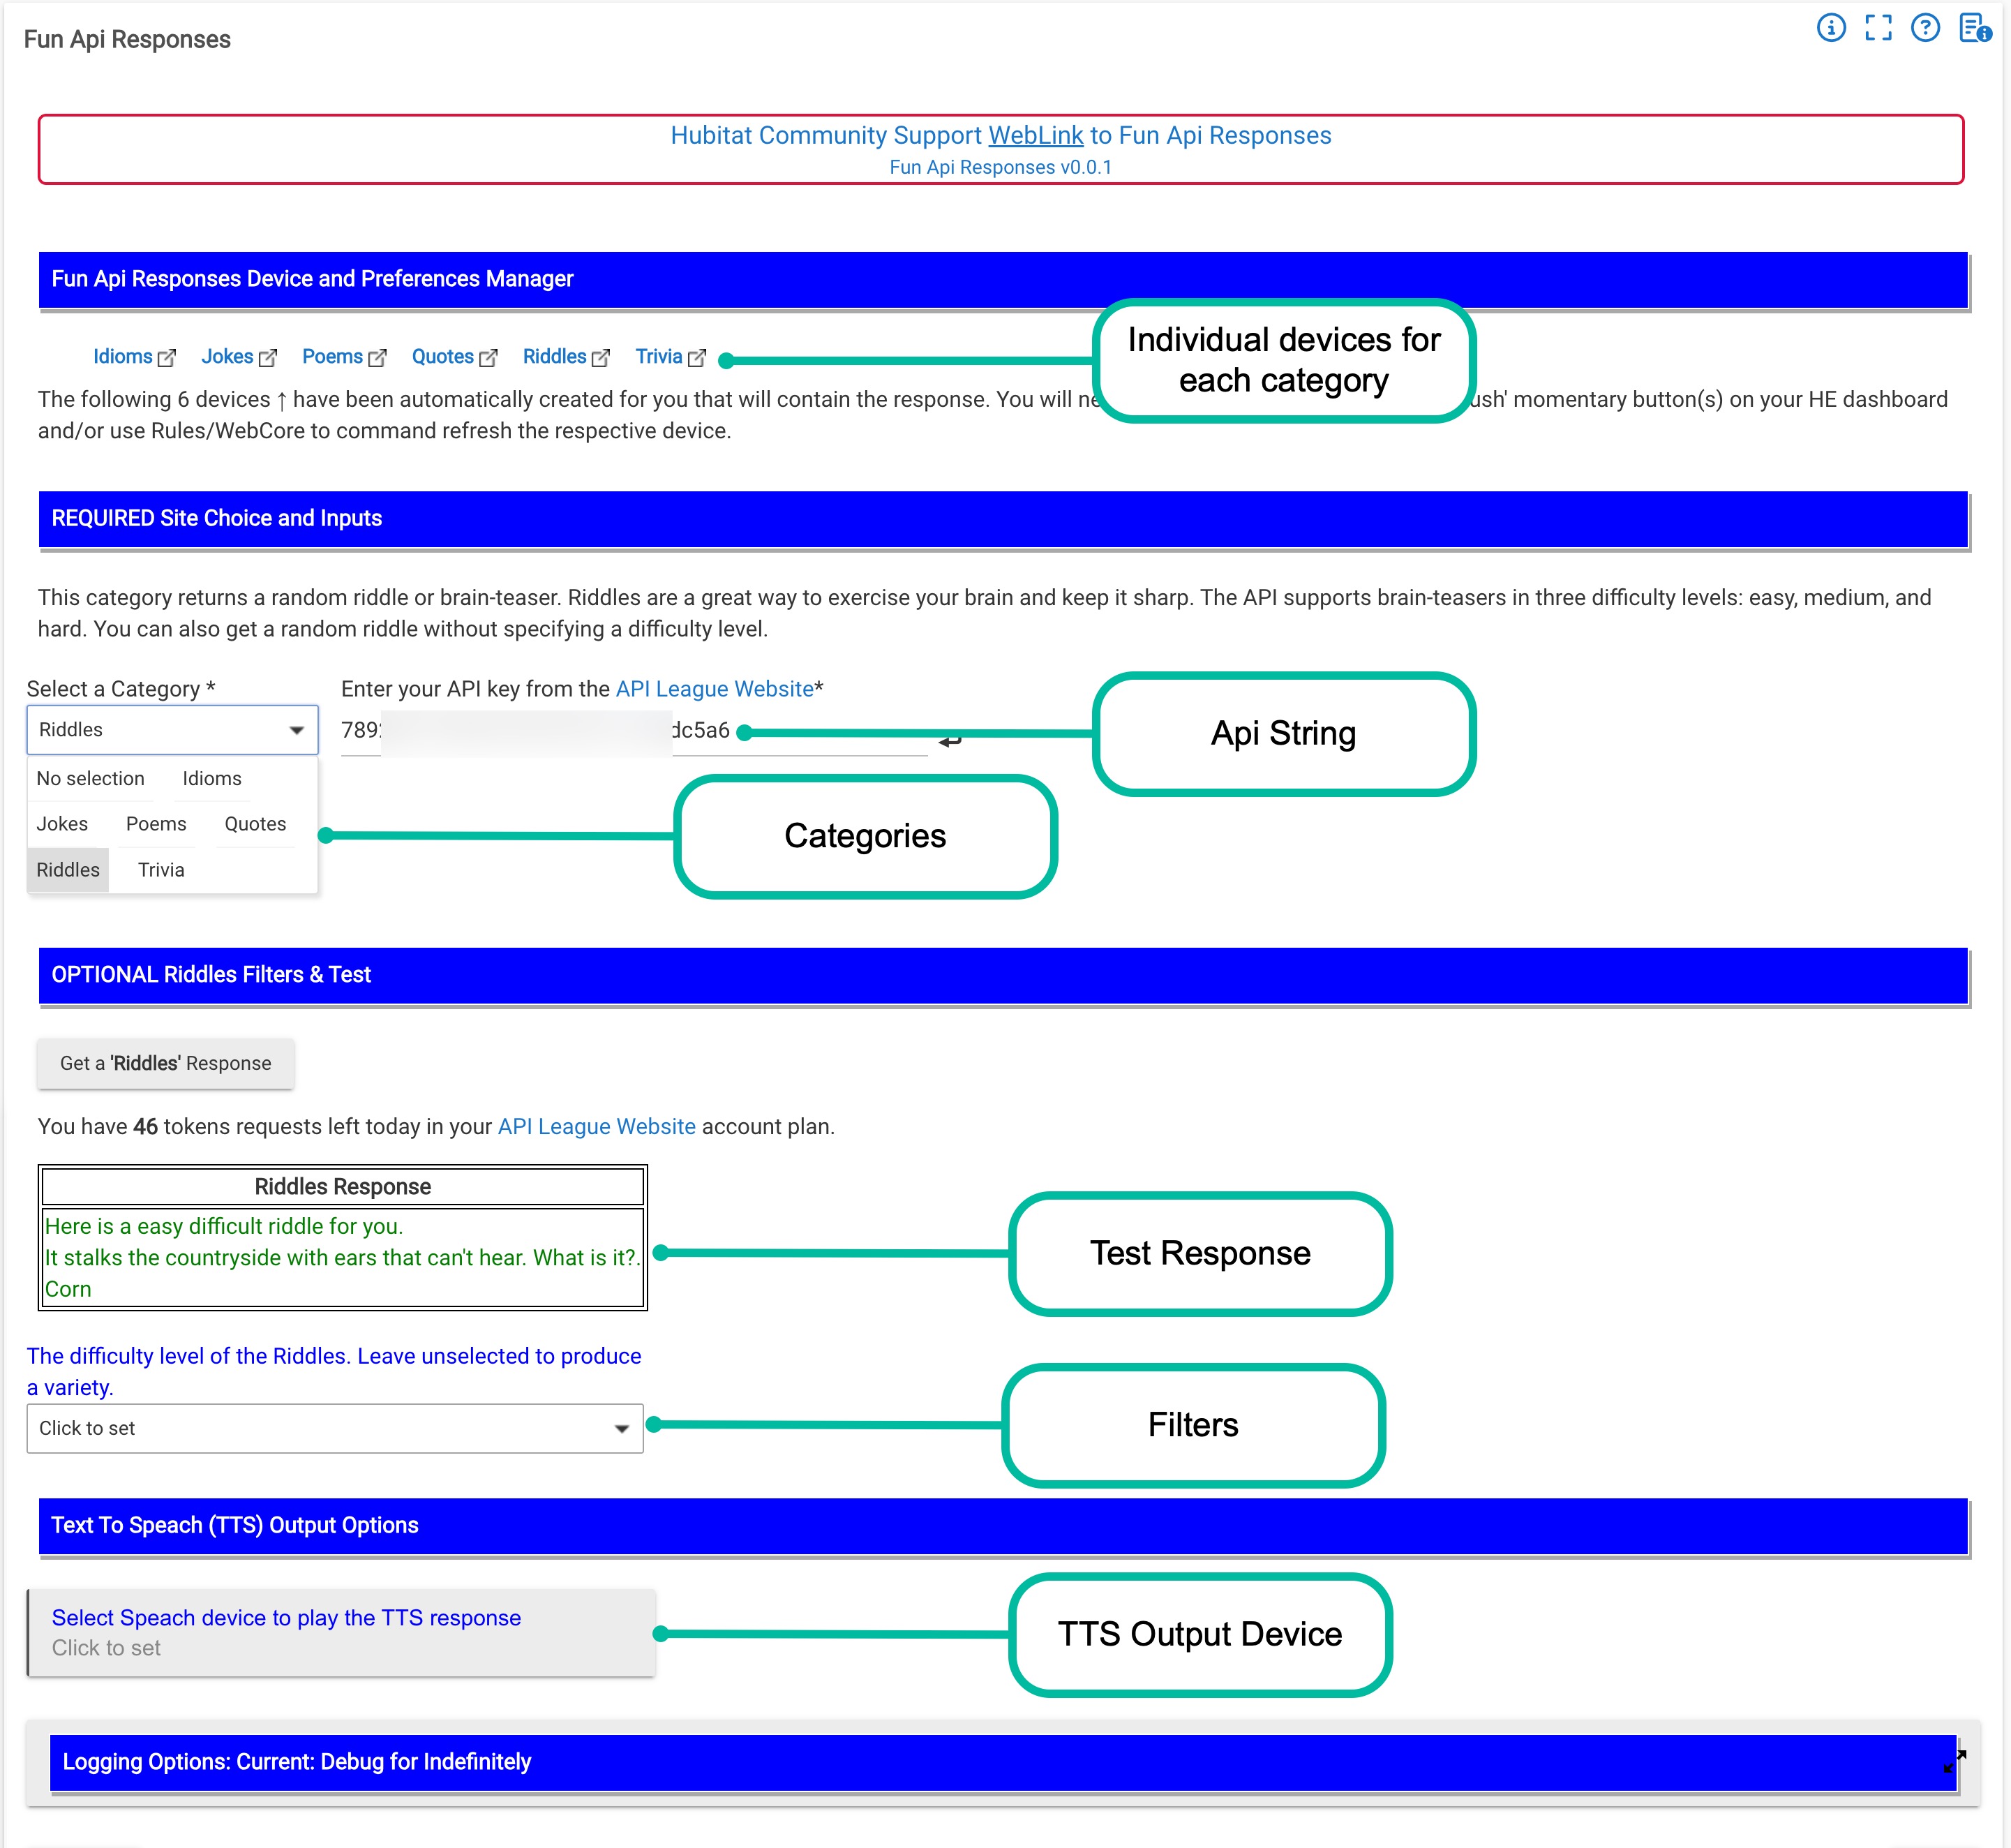 Fun Api Responses
Hubitat Community Support WebLink to Fun Api Responses
Fun Api Responses v0.0.1
Fun Api Responses Device and Preferences Manager
Idioms Jokes Poems Quotes Riddles Trivia
Individual devices for
each category
The following 6 devices ↑ have been automatically created for you that will contain the response. You will ne ush' momentary button(s) on your HE dashboard
and/or use Rules/WebCore to command refresh the respective device.
REQUIRED Site Choice and Inputs
This category returns a random riddle or brain-teaser. Riddles are a great way to exercise your brain and keep it sharp. The API supports brain-teasers in three difficulty levels: easy, medium, and
hard. You can also get a random riddle without specifying a difficulty level.
Select a Category *
Enter your API key from the API League Website*
Riddles
789 dc5a6
Api String
No selection Idioms
Jokes Poems Quotes
Riddles Trivia
Categories
OPTIONAL Riddles Filters & Test
Get a 'Riddles' Response
You have 46 tokens requests left today in your API League Website account plan.
Riddles Response
Here is a easy difficult riddle for you.
It stalks the countryside with ears that can't hear. What is it?.
Corn
Test Response
The difficulty level of the Riddles. Leave unselected to produce
a variety.
Click to set
Filters
Text To Speach (TTS) Output Options
Select Speach device to play the TTS response
Click to set
TTS Output Device
Logging Options: Current: Debug for Indefinitely